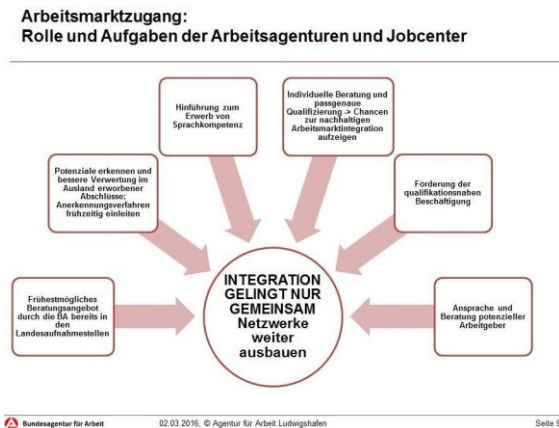 Arbeitsmarktzugang:
Rolle und Aufgaben der Arbeitsagenturen und Jobcenter
Individuelle Beratung und
passgenaue
Qualifizierung -> Chancen
zur nachhaltigen
Arbeitsmarktintegration
aufzeigen
Hinführung zum
Erwerb von
Sprachkompetenz
Potenziale erkennen und
bessere Verwertung im
Ausland erworbener
Abschlüsse;
Anerkennungsverfahren
frühzeitig einleiten
Förderung der
qualifikationsnahen
Beschäftigung
Frühestmögliches
Beratungsangebot
durch die BA bereits in
den
Landesaufnahmestellen
INTEGRATION
GELINGT NUR
GEMEINSAM
Netzwerke
weiter
ausbauen
Ansprache und
Beratung potenzieller
Arbeitgeber
Bundesagentur für Arbeit
02.03.2016, © Agentur für Arbeit Ludwigshafen
Seite 9